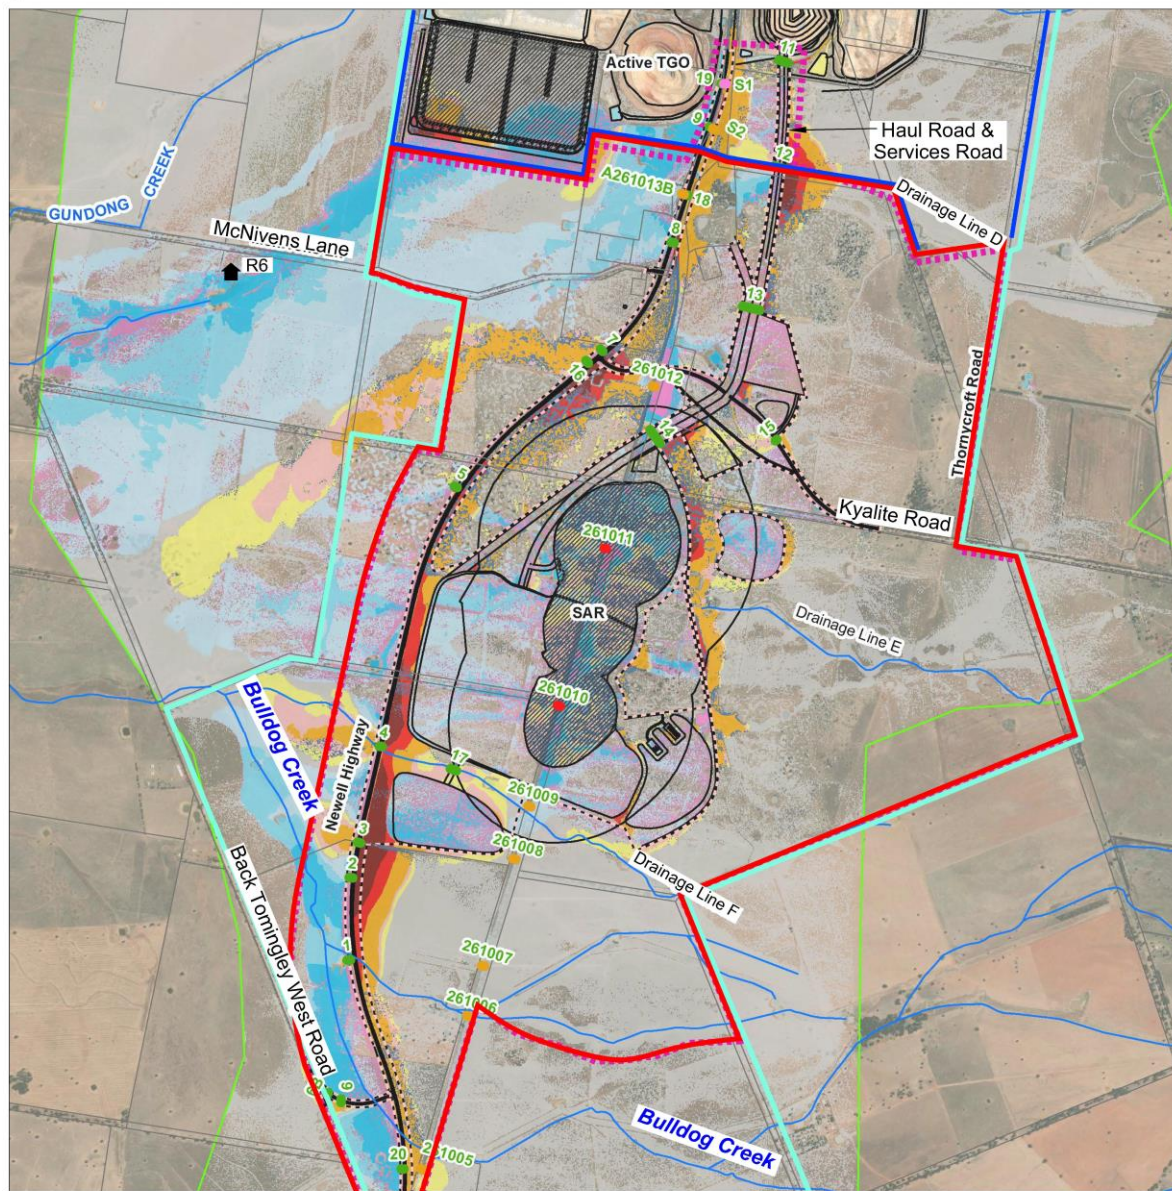 11
Active TGO
19
S1
9
S2
Haul Road &
Services Road
12
GUNDONG
CREEK
A261013B
18
Drainage Line D
McNivens Lane
R6
8
13
7
16
261012
14
15
Thornycroft Road
5
Kyalite Road
261011
SAR
Drainage Line E
261010
Bulldog Creek
4
Newell Highway
17
261009
3
261008
2
Back Tomingley West Road
Drainage Line F
1
261007
261006
Bulldog Creek
20